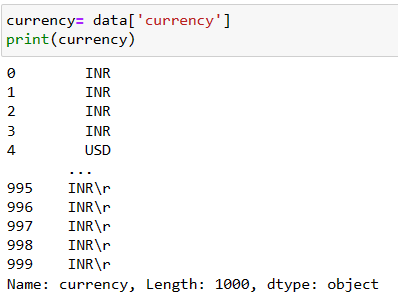 currency= data['currency']
print(currency)
0 INR
1 INR
2 INR
3 INR
4 USD
...
995 INR\r
996 INR\r
997 INR\r
998 INR\r
999 INR\r
Name: currency, Length: 1000, dtype: object